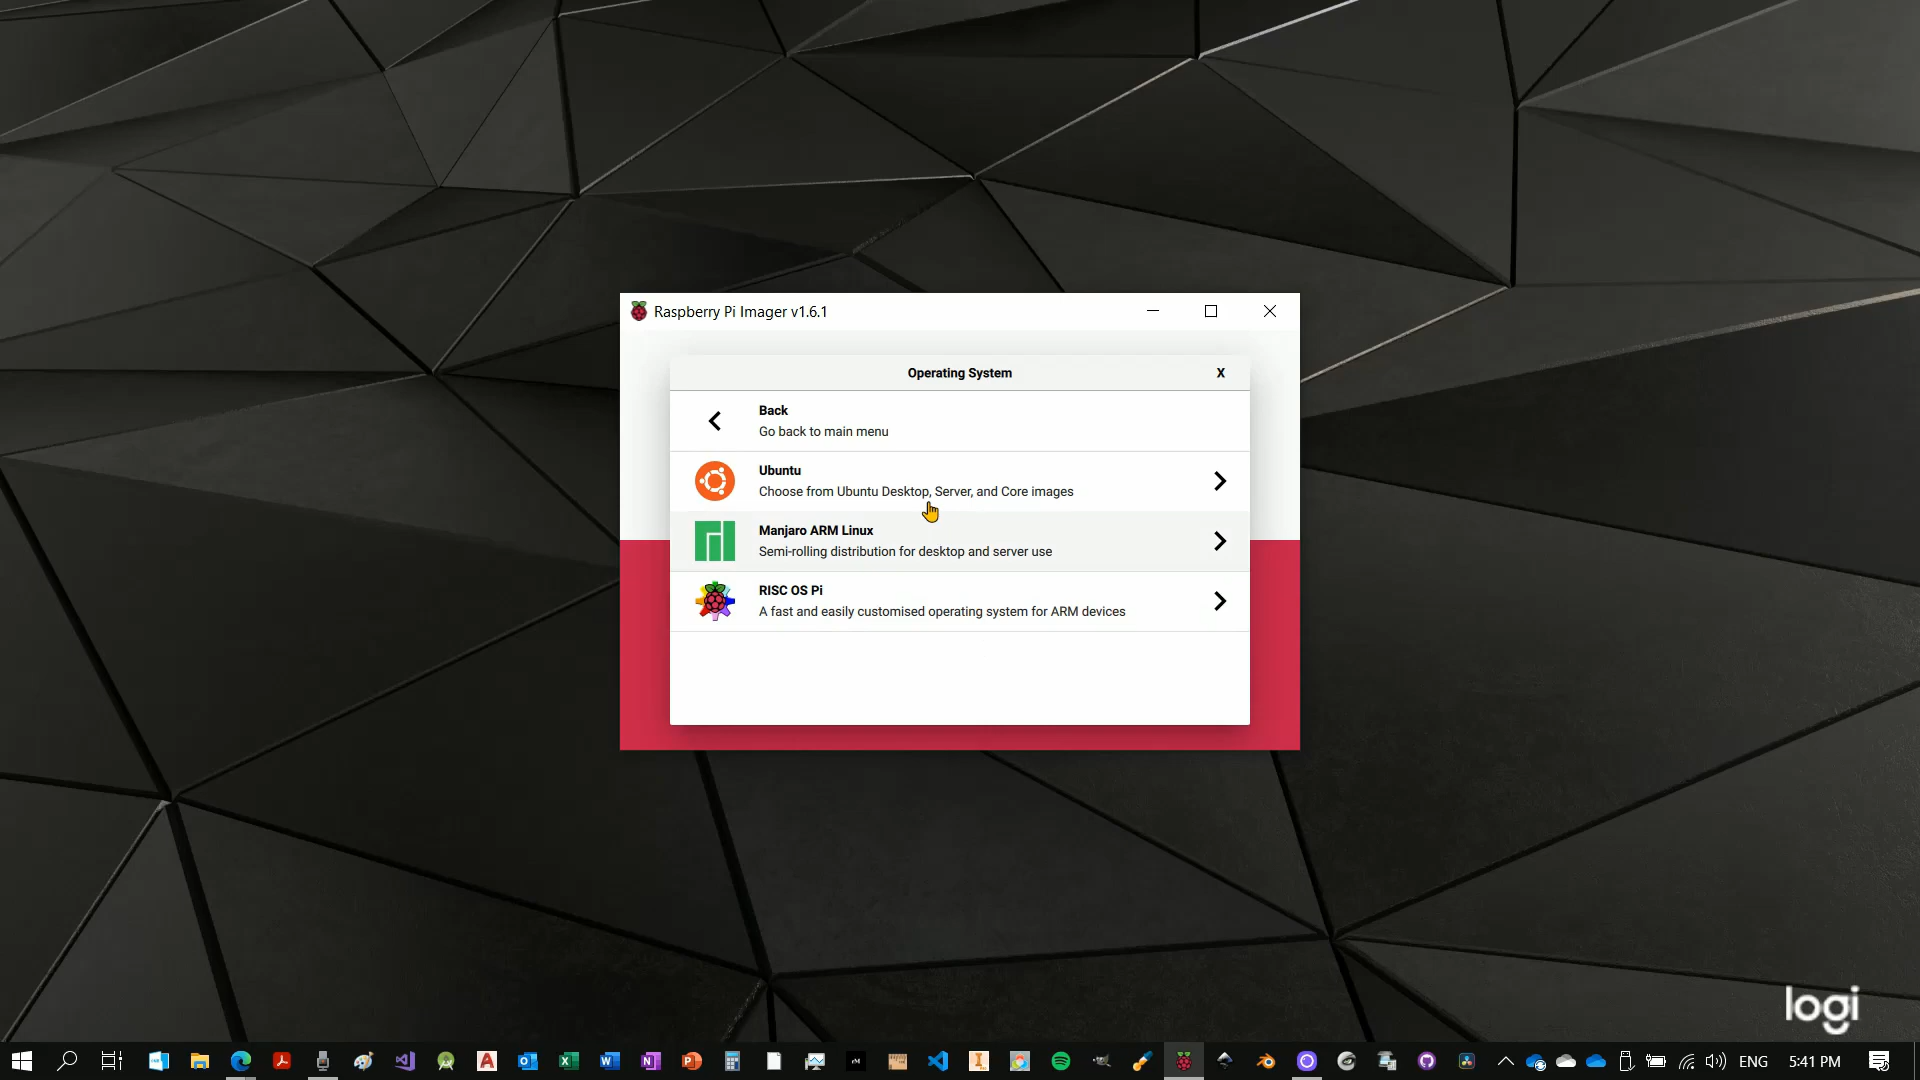 Raspberry Pi Imager v1.6.1
Operating System
X
Back
Go back to main menu
Ubuntu
Choose from Ubuntu Desktop, Server, and Core images
Manjaro ARM Linux
Semi-rolling distribution for desktop and server use
RISC OS Pi
A fast and easily customised operating system for ARM devices
logi
ENG
5:41 PM